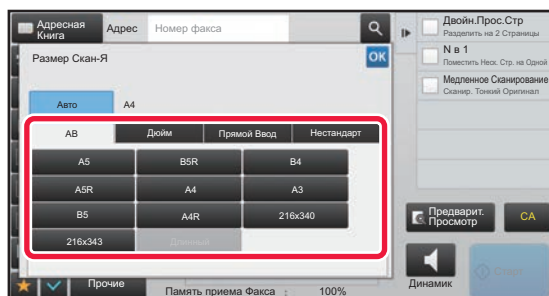 Адресная
Книга
Адрес
Номер факса
Размер Скан-Я
OK
Авто
A4
AB
Дюйм
Прямой Ввод
Нестандарт
A5
B5R
B4
A5R
A4
A3
B5
A4R
216x340
216x343
Длинный
Прочие
Память приема Факса : 100%
Двойн.Прос.Стр
Разделить на 2 Страницы
N в 1
Поместить Неск. Стр. на Одной
Медленное Сканирование
Сканир. Тонкий Оригинал
Предварит.
Просмотр
CA
Динамик
Старт